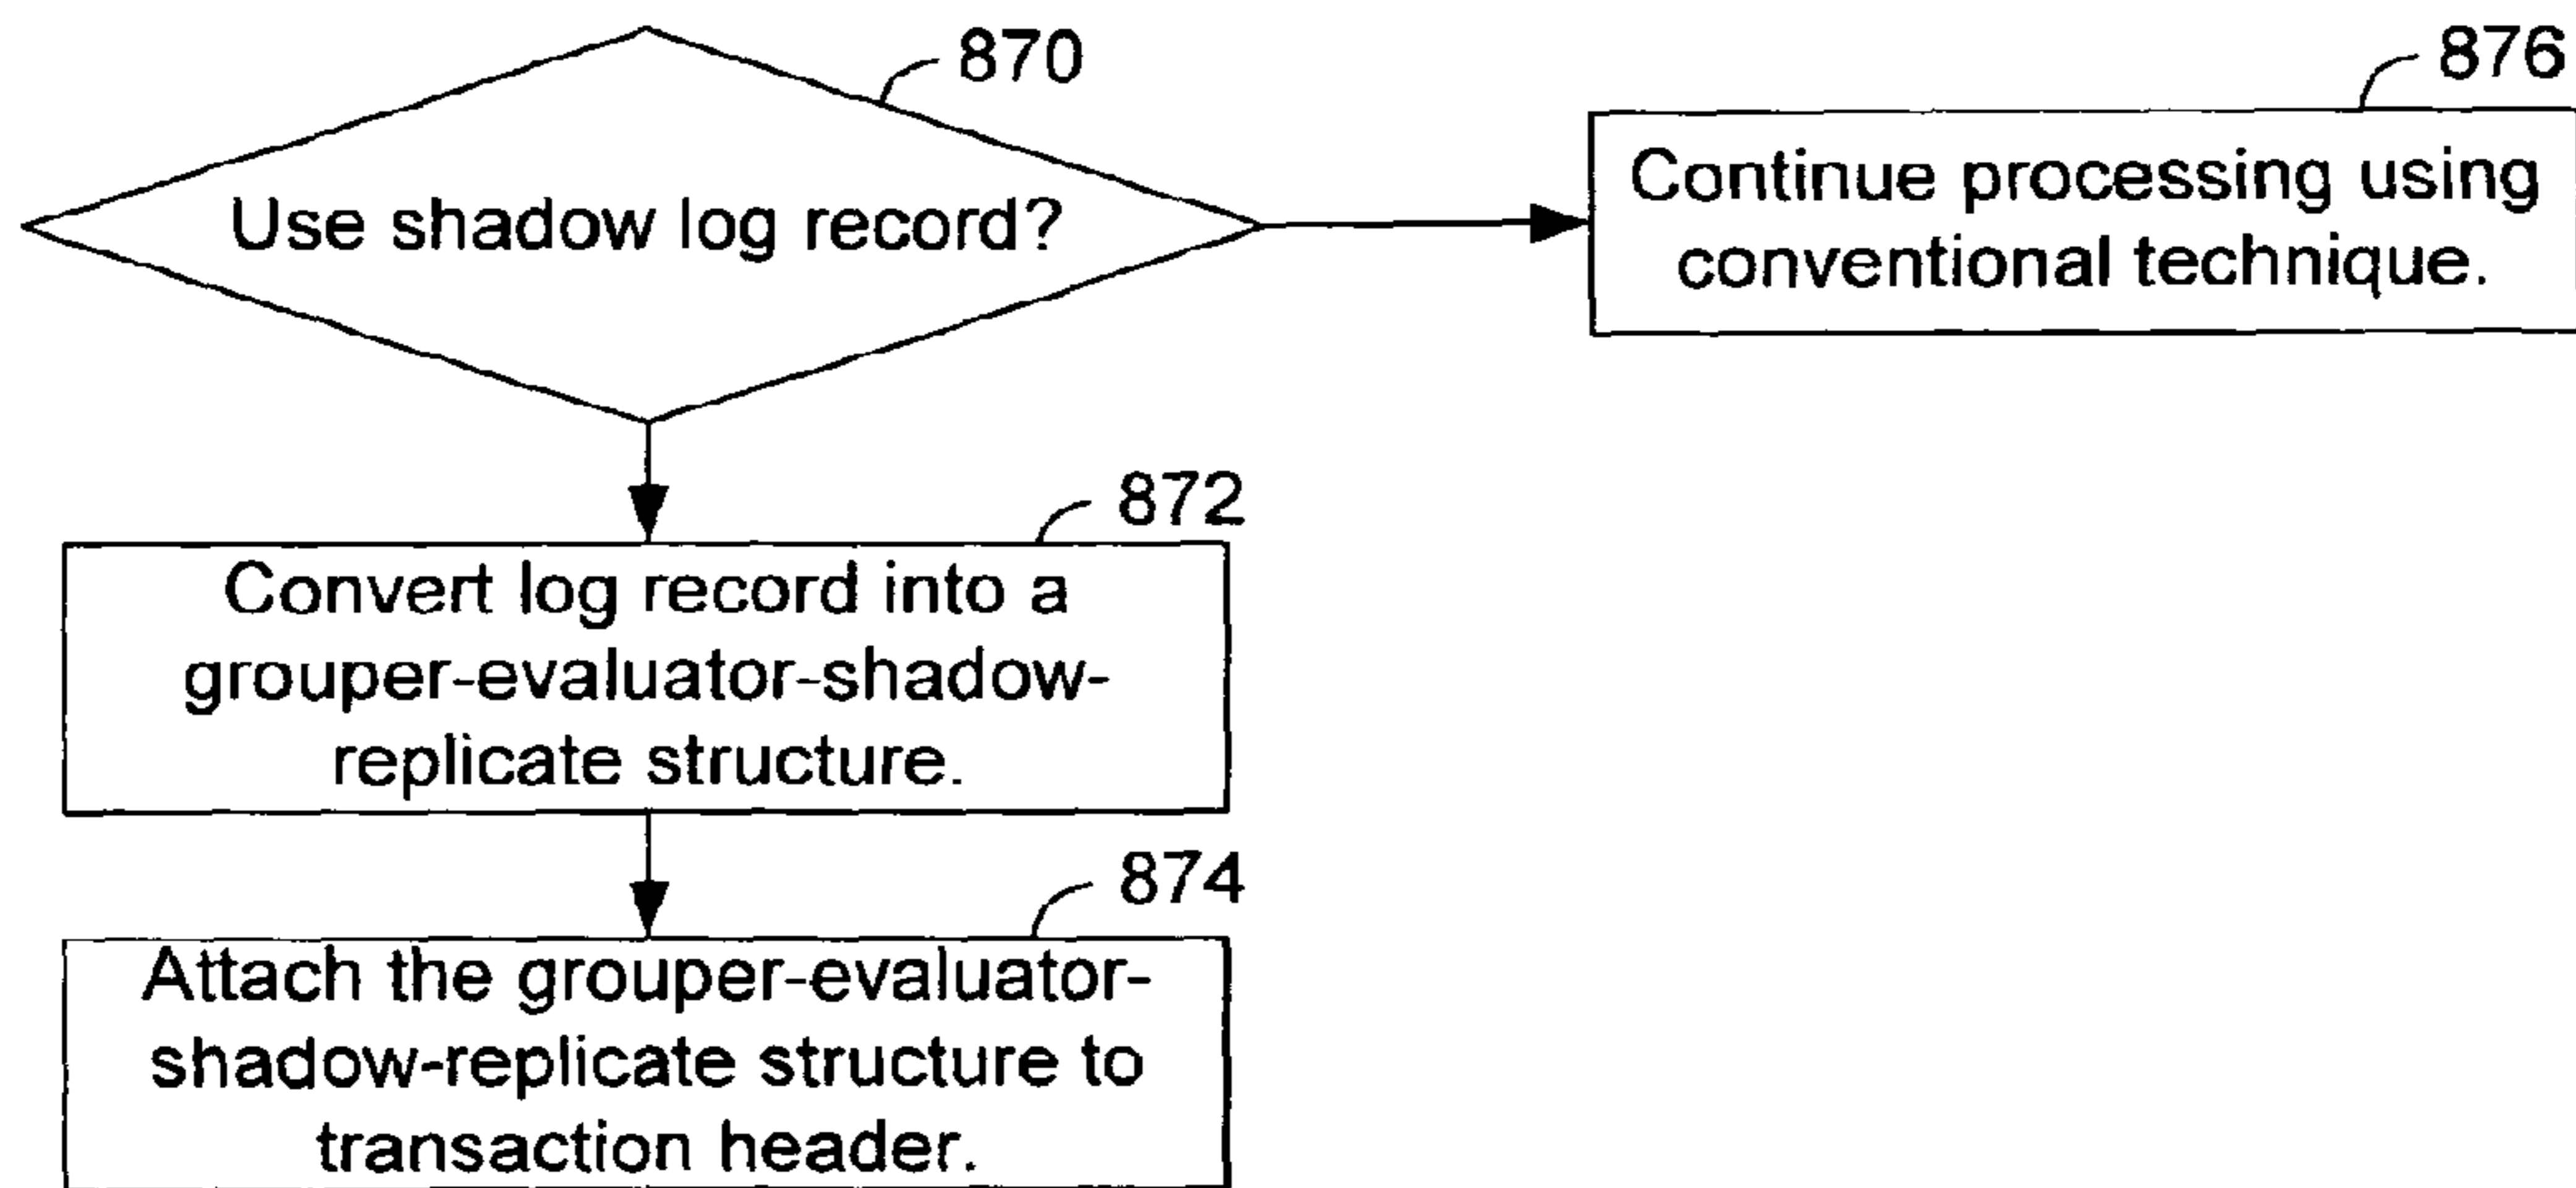 870
Use shadow log record?
876
Continue processing using
conventional technique.
872
Convert log record into a
grouper-evaluator-shadow-
replicate structure.
874
Attach the grouper-evaluator-
shadow-replicate structure to
transaction header.